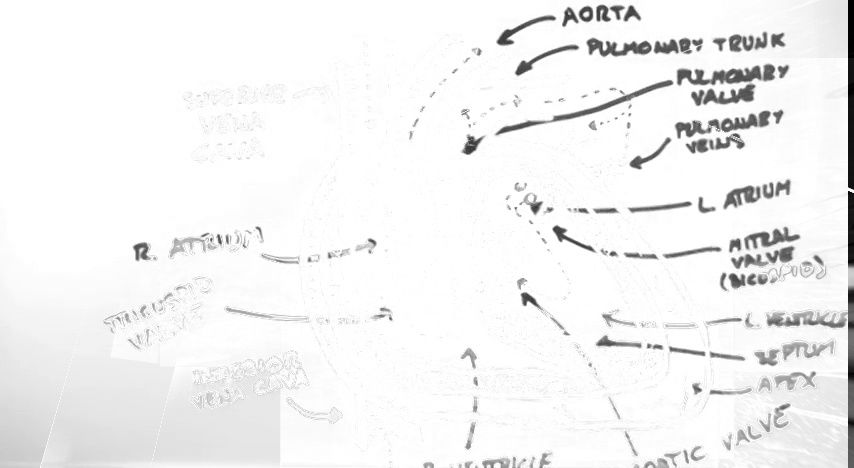 AORTA
PULMONARY TRUNK
PULMONARY
VALVE
PULMONARY
VEINS
SUPERIOR
VENA
CAVA
L. ATRIUM
R. ATRIUM
MITRAL
VALVE
(BICUSPID)
TRICUSPID
VALVE
L. VENTRICLE
SEPTUM
INFERIOR
VENA CAVA
APEX
AORTIC VALVE
R. VENTRICLE